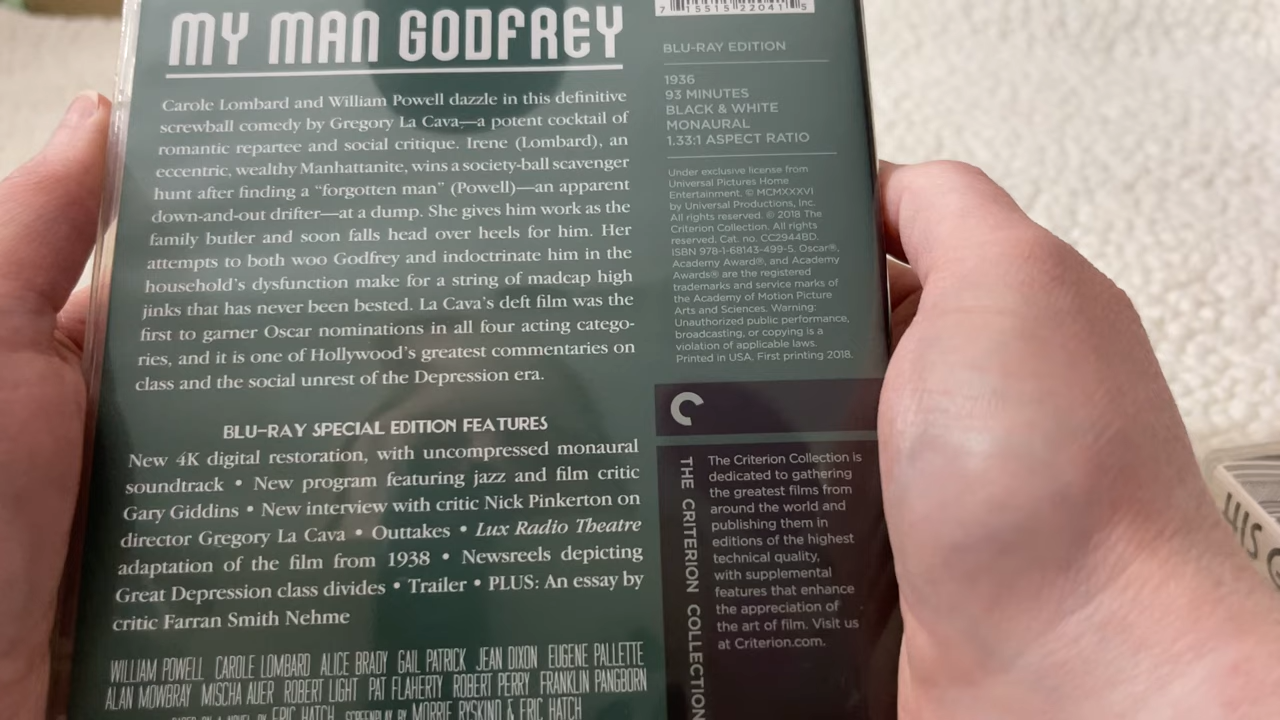 MY MAN GODFREY
Carole Lombard and William Powell dazzle in this definitive
screwball comedy by Gregory La Cava—a potent cocktail of
romantic repartee and social critique. Irene (Lombard), an
eccentric, wealthy Manhattanite, wins a society-ball scavenger
hunt after finding a “forgotten man” (Powell)—an apparent
down-and-out drifter—at a dump. She gives him work as the
family butler and soon falls head over heels for him. Her
attempts to both woo Godfrey and indoctrinate him in the
household’s dysfunction make for a string of madcap high
jinks that has never been bested. La Cava’s deft film was the
first to garner Oscar nominations in all four acting catego-
ries, and it is one of Hollywood’s greatest commentaries on
class and the social unrest of the Depression era.
BLU-RAY SPECIAL EDITION FEATURES
New 4K digital restoration, with uncompressed monaural
soundtrack • New program featuring jazz and film critic
Gary Giddins • New interview with critic Nick Pinkerton on
director Gregory La Cava • Outtakes • Lux Radio Theatre
adaptation of the film from 1938 • Newsreels depicting
Great Depression class divides • Trailer • PLUS: An essay by
critic Farran Smith Nehme
WILLIAM POWELL CAROLE LOMBARD ALICE BRADY GAIL PATRICK JEAN DIXON EUGENE PALLETTE
ALAN MOWBRAY MISCHA AUER ROBERT LIGHT PAT FLAHERTY ROBERT PERRY FRANKLIN PANGBORN
BASED ON A NOVEL BY ERIC HATCH SCREENPLAY BY MORRIE RYSKIND & ERIC HATCH
7 15515 22041 5
BLU-RAY EDITION
1936
93 MINUTES
BLACK & WHITE
MONAURAL
1.33:1 ASPECT RATIO
Under exclusive license from
Universal Pictures Home
Entertainment. © MCMXXXVI
by Universal Productions, Inc.
All rights reserved. © 2018 The
Criterion Collection. All rights
reserved. Cat. no. CC2944BD.
ISBN 978-1-68143-499-5. Oscar®,
Academy Award®, and Academy
Awards® are the registered
trademarks and service marks of
the Academy of Motion Picture
Arts and Sciences. Warning:
Unauthorized public performance,
broadcasting, or copying is a
violation of applicable laws.
Printed in USA. First printing 2018.
THE CRITERION COLLECTION
The Criterion Collection is
dedicated to gathering
the greatest films from
around the world and
publishing them in
editions of the highest
technical quality,
with supplemental
features that enhance
the appreciation of
the art of film. Visit us
at Criterion.com.
HIS